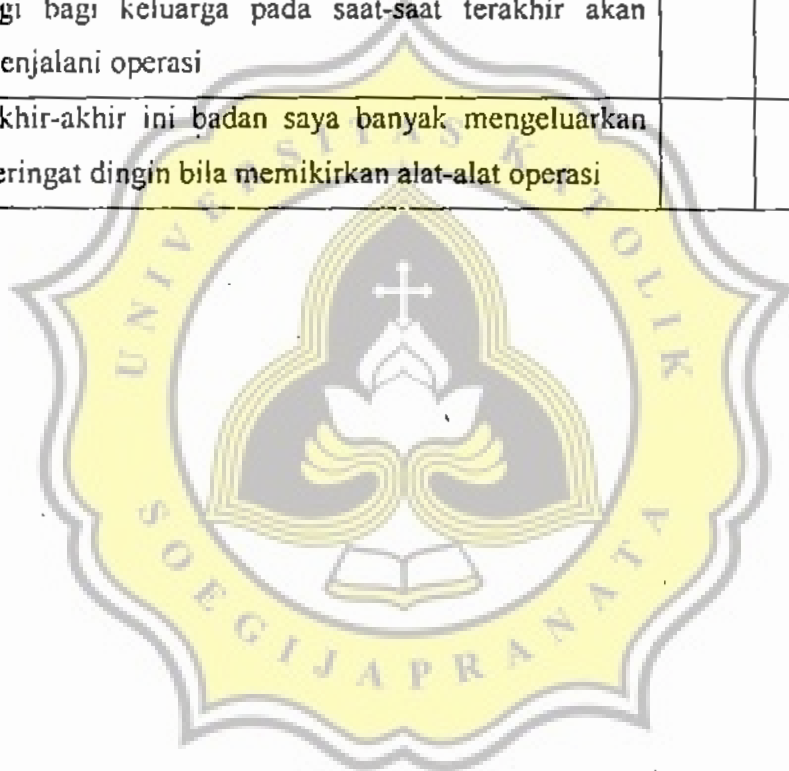 gi bagi keluarga pada saat-saat terakhir akan
enjalani operasi
khir-akhir ini badan saya banyak mengeluarkan
eringat dingin bila memikirkan alat-alat operasi
UNIVERSITAS KATOLIK
SOEGIJAPRANATA